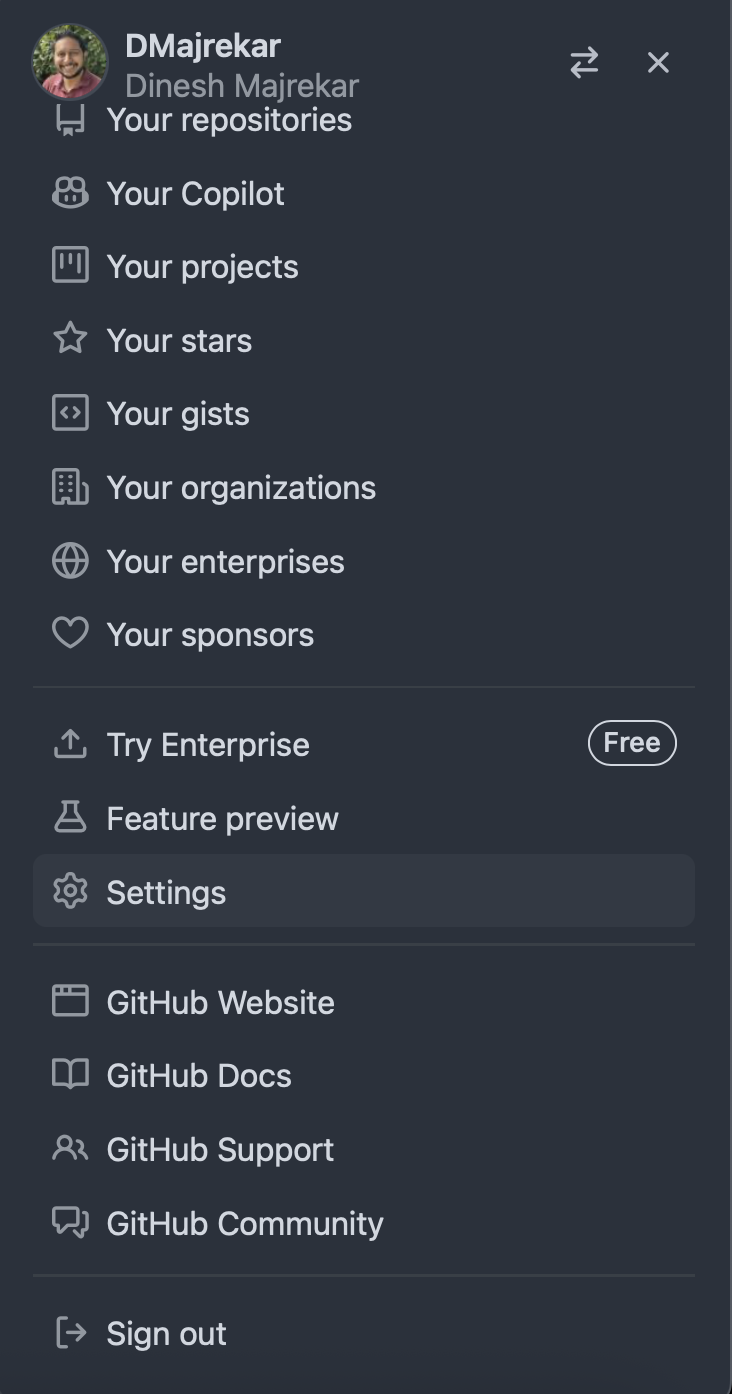 DMajrekar
Dinesh Majrekar
Your repositories
Your Copilot
Your projects
Your stars
Your gists
Your organizations
Your enterprises
Your sponsors
Try Enterprise Free
Feature preview
Settings
GitHub Website
GitHub Docs
GitHub Support
GitHub Community
Sign out